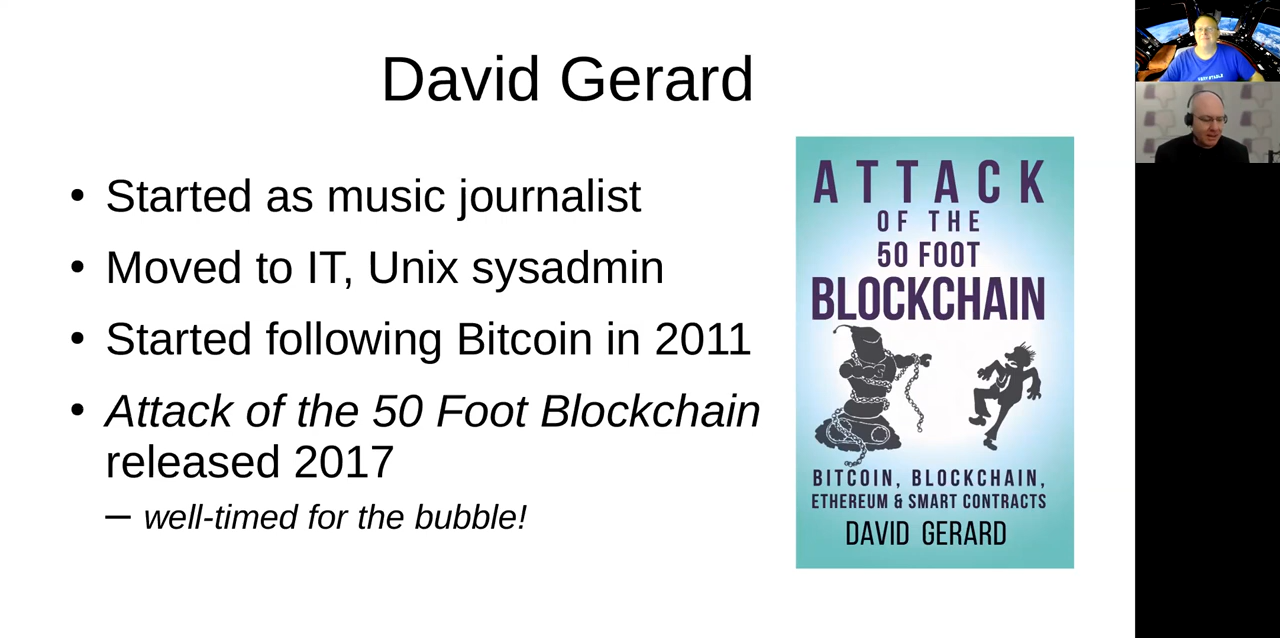 David Gerard
• Started as music journalist
• Moved to IT, Unix sysadmin
• Started following Bitcoin in 2011
• Attack of the 50 Foot Blockchain
released 2017
– well-timed for the bubble!
ATTACK
OF THE
50 FOOT
BLOCKCHAIN
BITCOIN, BLOCKCHAIN,
ETHEREUM & SMART CONTRACTS
DAVID GERARD